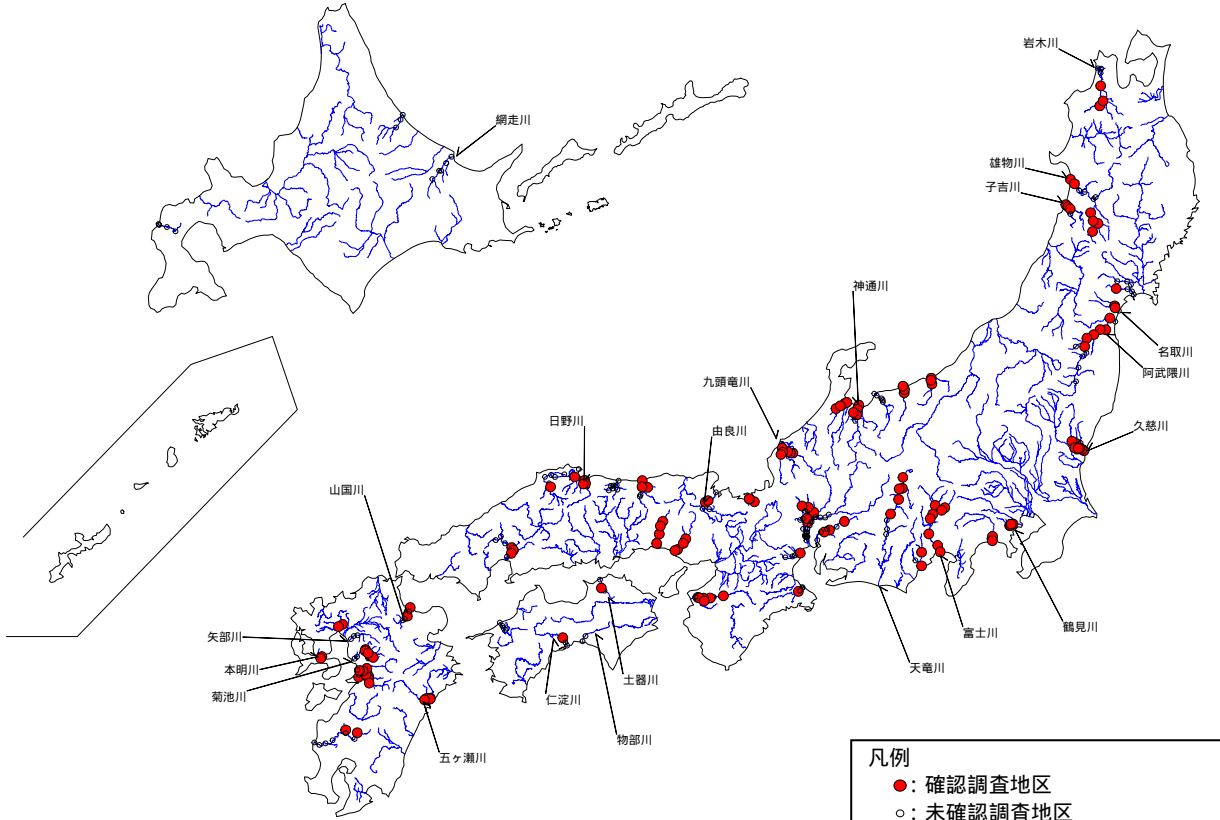 岩木川
網走川
雄物川
子吉川
神通川
名取川
阿武隈川
九頭竜川
日野川
由良川
久慈川
山国川
矢部川
本明川
菊池川
富士川
鶴見川
天竜川
土器川
仁淀川
物部川
五ヶ瀬川
凡例
●: 確認調査地区
○: 未確認調査地区